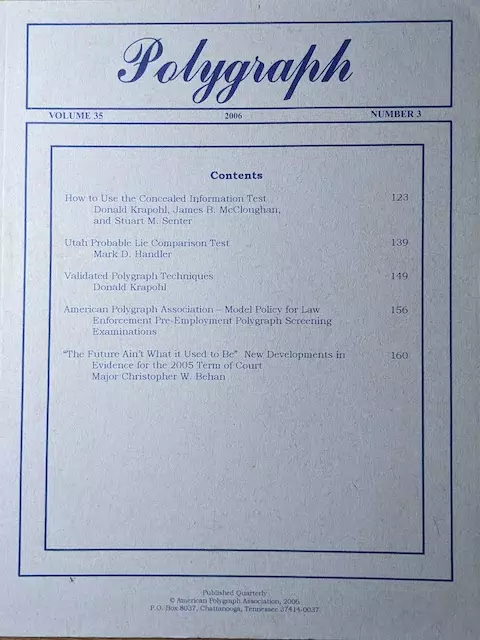 Polygraph
VOLUME 35 2006 NUMBER 3
Contents
How to Use the Concealed Information Test 123
Donald Krapohl, James B. McCloughan,
and Stuart M. Senter
Utah Probable Lie Comparison Test 139
Mark D. Handler
Validated Polygraph Techniques 149
Donald Krapohl
American Polygraph Association – Model Policy for Law 156
Enforcement Pre-Employment Polygraph Screening
Examinations
“The Future Ain't What it Used to Be” New Developments in 160
Evidence for the 2005 Term of Court
Major Christopher W. Behan
Published Quarterly
© American Polygraph Association, 2006
P.O. Box 8037, Chattanooga, Tennessee 37414-0037